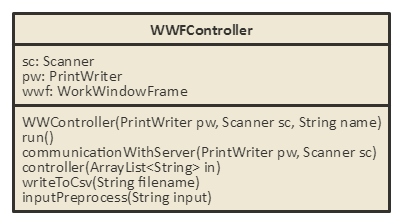 WWFController
sc: Scanner
pw: PrintWriter
wwf: WorkWindowFrame
WWController(PrintWriter pw, Scanner sc, String name)
run()
communicationWithServer(PrintWriter pw, Scanner sc)
controller(ArrayList<String> in)
writeToCsv(String filename)
inputPreprocess(String input)